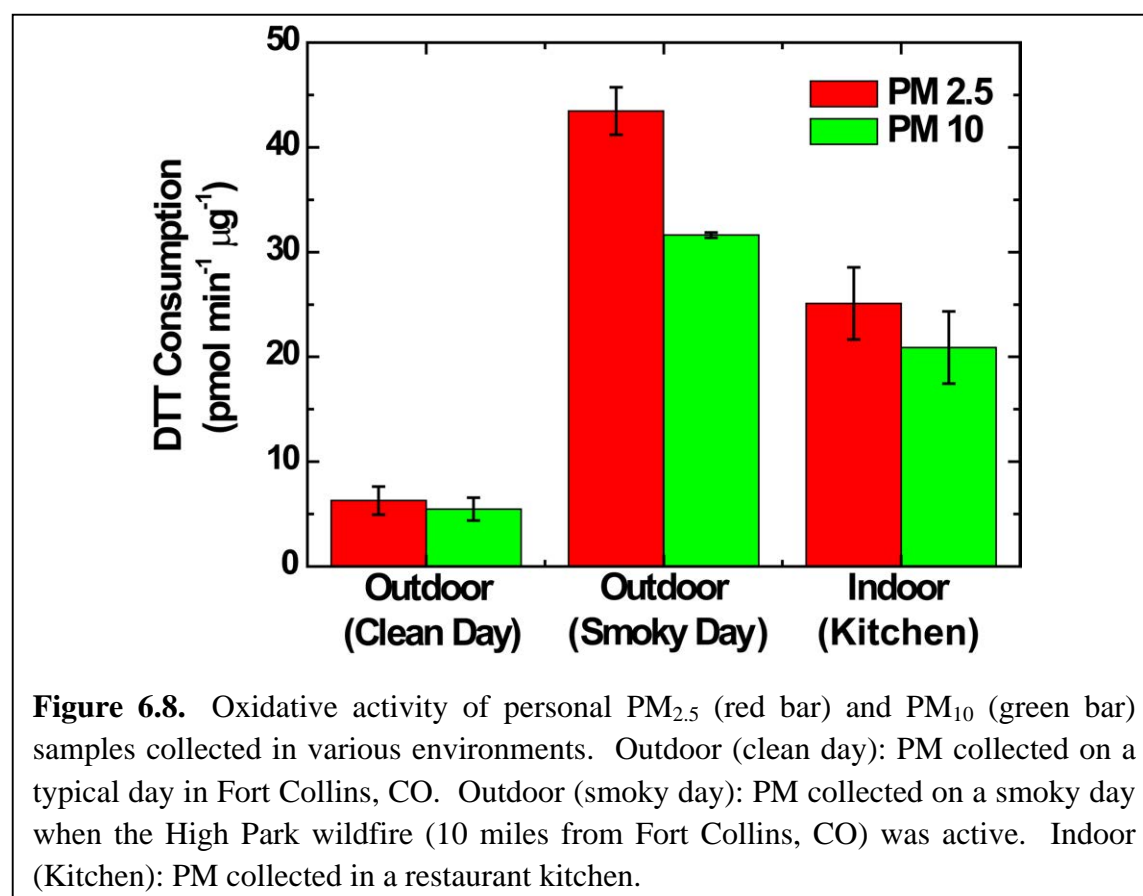 50
40
30
20
10
0
DTT Consumption
(pmol min⁻¹ μg⁻¹)
PM 2.5
PM 10
Outdoor
(Clean Day)
Outdoor
(Smoky Day)
Indoor
(Kitchen)
Figure 6.8. Oxidative activity of personal PM₂.₅ (red bar) and PM₁₀ (green bar)
samples collected in various environments. Outdoor (clean day): PM collected on a
typical day in Fort Collins, CO. Outdoor (smoky day): PM collected on a smoky day
when the High Park wildfire (10 miles from Fort Collins, CO) was active. Indoor
(Kitchen): PM collected in a restaurant kitchen.